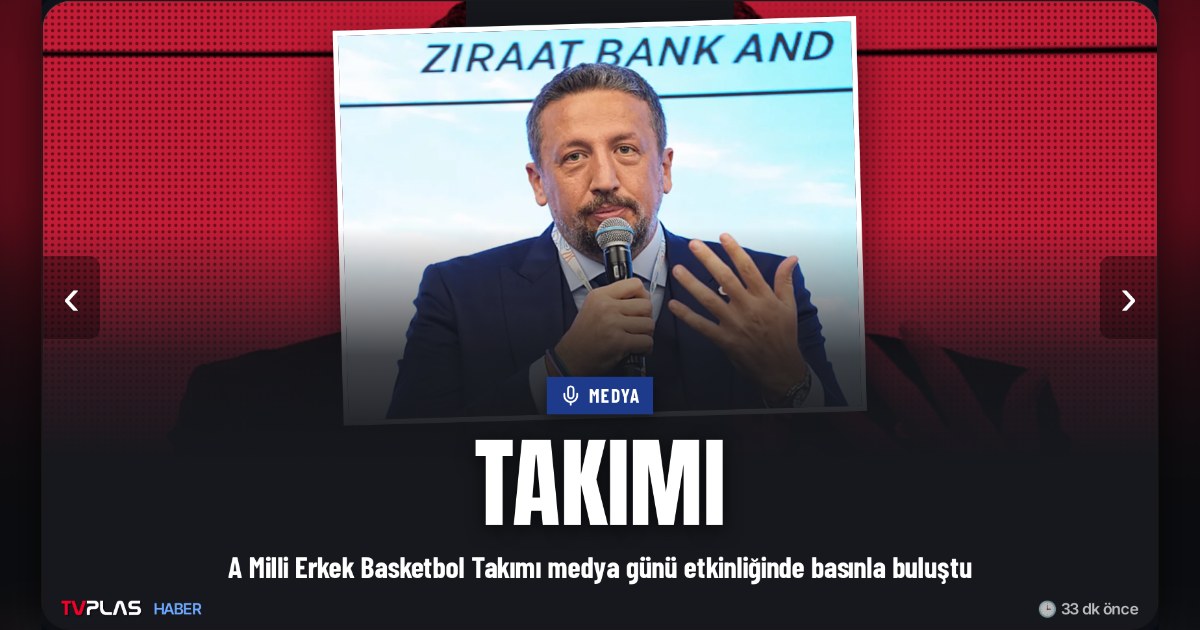 ZIRAAT BANK AND
MEDYA
TAKIMI
A Milli Erkek Basketbol Takımı medya günü etkinliğinde basınla buluştu
TVPLAS HABER
33 dk önce